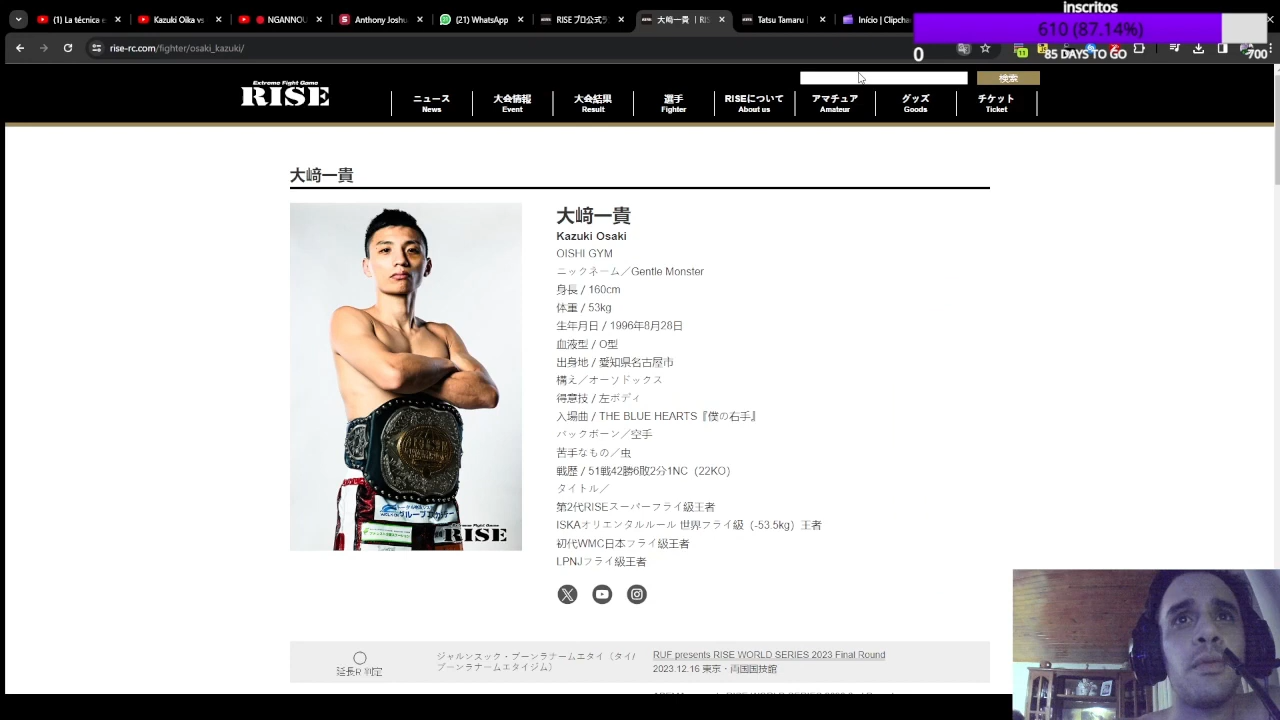 inscritos
(1) La técnica e
Kazuki Oika vs
NGANNOU
Anthony Joshu
(21) WhatsApp
RISE プロ公式ラ
大﨑一貴 | RIS
Tatsu Tamaru |
Início | Clipcha
610 (87.14%)
rise-rc.com/fighter/osaki_kazuki/
0
85 DAYS TO GO
700
Extreme Fight Game
RISE
検索
ニュース
News
大会情報
Event
大会結果
Result
選手
Fighter
RISEについて
About us
アマチュア
Amateur
グッズ
Goods
チケット
Ticket
大﨑一貴
大﨑一貴
Kazuki Osaki
OISHI GYM
ニックネーム／Gentle Monster
身長 / 160cm
体重 / 53kg
生年月日 / 1996年8月28日
血液型 / O型
出身地 / 愛知県名古屋市
構え／オーソドックス
得意技 / 左ボディ
入場曲 / THE BLUE HEARTS『僕の右手』
バックボーン／空手
苦手なもの／虫
戦歴 / 51戦42勝6敗2分1NC（22KO）
タイトル／
第2代RISEスーパーフライ級王者
ISKAオリエンタルルール 世界フライ級（-53.5kg）王者
初代WMC日本フライ級王者
LPNJフライ級王者
Extreme Fight Game
RISE
延長R 判定
ジャルンスック・ブーンラナームエタイ（タイ/
ブーンラナームエタイジム）
RUF presents RISE WORLD SERIES 2023 Final Round
2023.12.16 東京・両国国技館